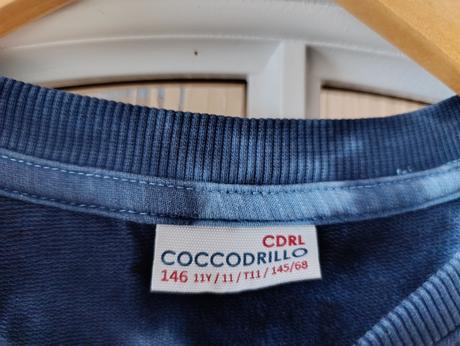 CDRL
COCCODRILLO
146 11Y / 11 / T11 / 145/68